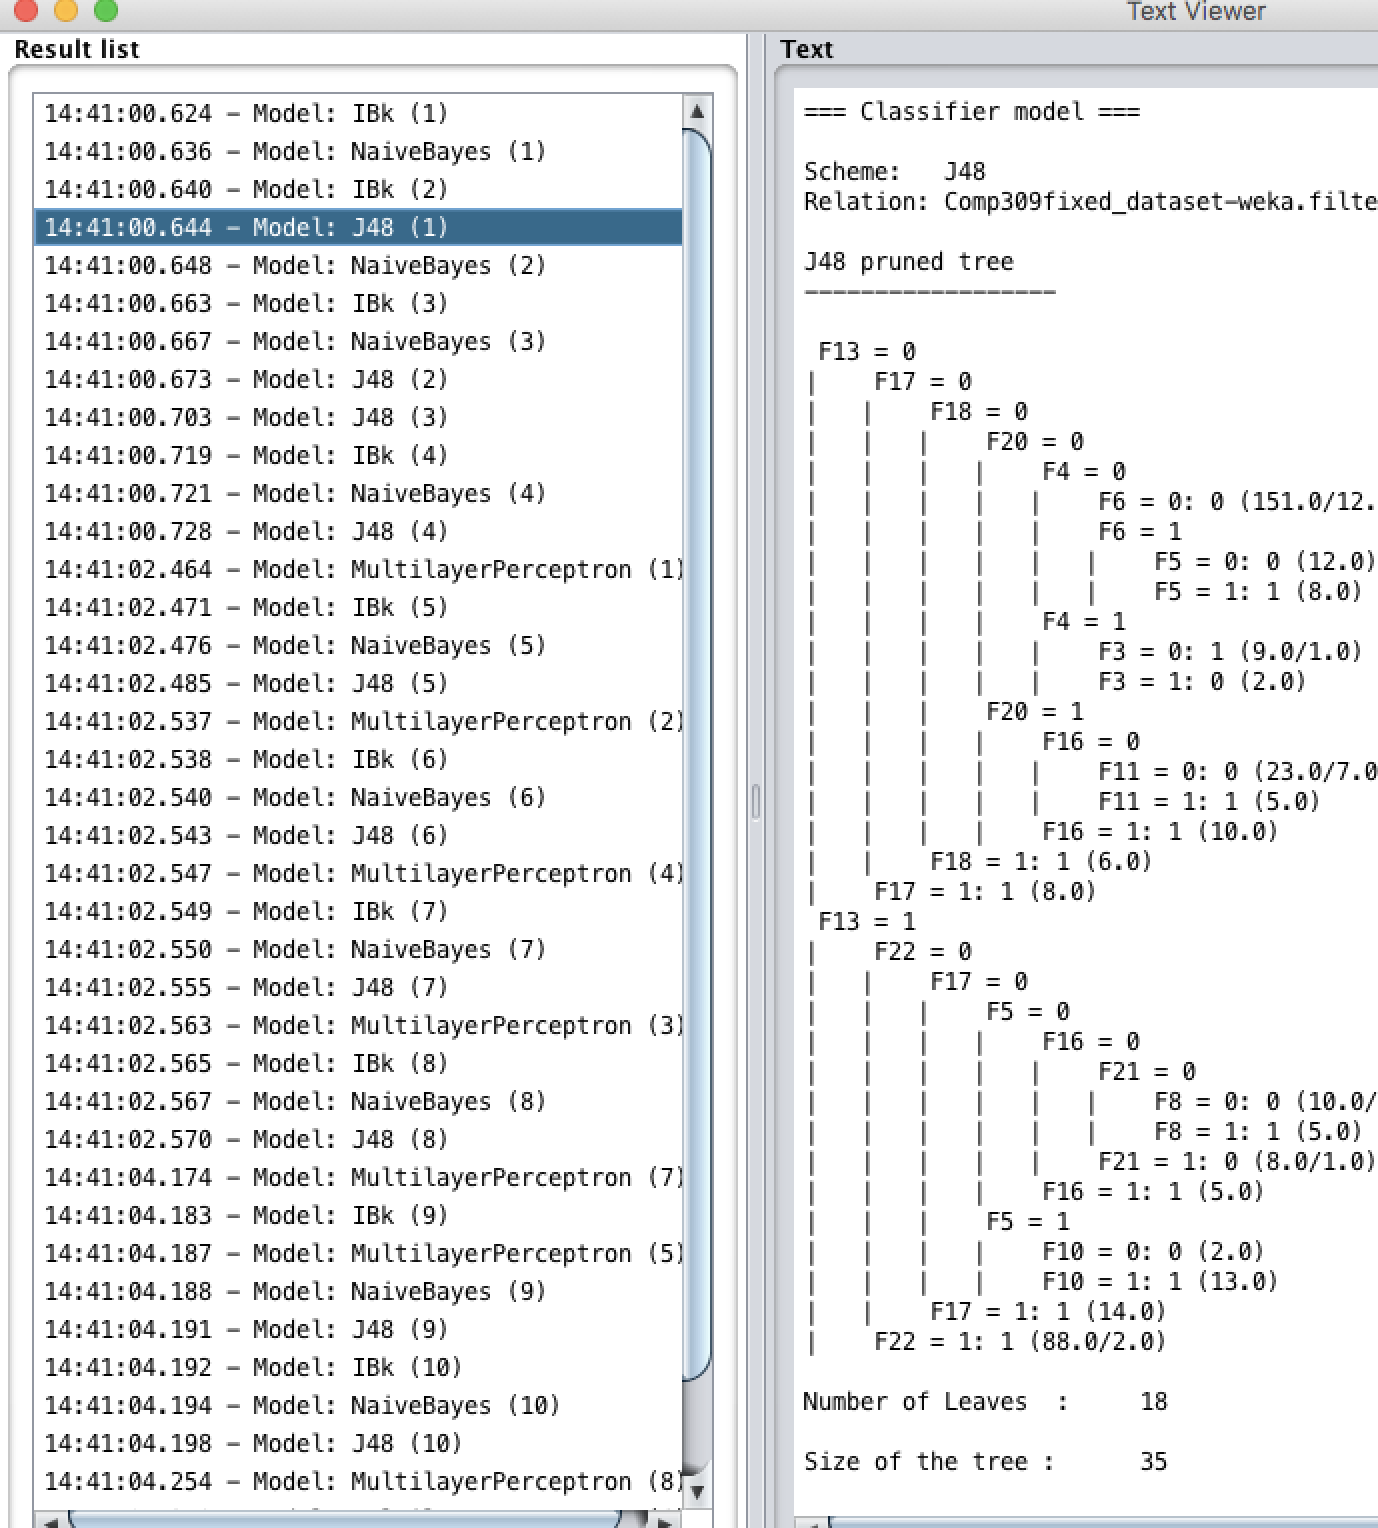 Text Viewer
Result list
14:41:00.624 – Model: IBk (1)
14:41:00.636 – Model: NaiveBayes (1)
14:41:00.640 – Model: IBk (2)
14:41:00.644 – Model: J48 (1)
14:41:00.648 – Model: NaiveBayes (2)
14:41:00.663 – Model: IBk (3)
14:41:00.667 – Model: NaiveBayes (3)
14:41:00.673 – Model: J48 (2)
14:41:00.703 – Model: J48 (3)
14:41:00.719 – Model: IBk (4)
14:41:00.721 – Model: NaiveBayes (4)
14:41:00.728 – Model: J48 (4)
14:41:02.464 – Model: MultilayerPerceptron (1)
14:41:02.471 – Model: IBk (5)
14:41:02.476 – Model: NaiveBayes (5)
14:41:02.485 – Model: J48 (5)
14:41:02.537 – Model: MultilayerPerceptron (2)
14:41:02.538 – Model: IBk (6)
14:41:02.540 – Model: NaiveBayes (6)
14:41:02.543 – Model: J48 (6)
14:41:02.547 – Model: MultilayerPerceptron (4)
14:41:02.549 – Model: IBk (7)
14:41:02.550 – Model: NaiveBayes (7)
14:41:02.555 – Model: J48 (7)
14:41:02.563 – Model: MultilayerPerceptron (3)
14:41:02.565 – Model: IBk (8)
14:41:02.567 – Model: NaiveBayes (8)
14:41:02.570 – Model: J48 (8)
14:41:04.174 – Model: MultilayerPerceptron (7)
14:41:04.183 – Model: IBk (9)
14:41:04.187 – Model: MultilayerPerceptron (5)
14:41:04.188 – Model: NaiveBayes (9)
14:41:04.191 – Model: J48 (9)
14:41:04.192 – Model: IBk (10)
14:41:04.194 – Model: NaiveBayes (10)
14:41:04.198 – Model: J48 (10)
14:41:04.254 – Model: MultilayerPerceptron (8)
Text
=== Classifier model ===
Scheme: J48
Relation: Comp309fixed_dataset-weka.filte
J48 pruned tree
------------------
F13 = 0
| F17 = 0
| | F18 = 0
| | | F20 = 0
| | | | F4 = 0
| | | | | F6 = 0: 0 (151.0/12.
| | | | | F6 = 1
| | | | | | F5 = 0: 0 (12.0)
| | | | | | F5 = 1: 1 (8.0)
| | | | F4 = 1
| | | | | F3 = 0: 1 (9.0/1.0)
| | | | | F3 = 1: 0 (2.0)
| | | F20 = 1
| | | | F16 = 0
| | | | | F11 = 0: 0 (23.0/7.0
| | | | | F11 = 1: 1 (5.0)
| | | | F16 = 1: 1 (10.0)
| | F18 = 1: 1 (6.0)
| F17 = 1: 1 (8.0)
F13 = 1
| F22 = 0
| | F17 = 0
| | | F5 = 0
| | | | F16 = 0
| | | | | F21 = 0
| | | | | | F8 = 0: 0 (10.0/
| | | | | | F8 = 1: 1 (5.0)
| | | | | F21 = 1: 0 (8.0/1.0)
| | | | F16 = 1: 1 (5.0)
| | | F5 = 1
| | | | F10 = 0: 0 (2.0)
| | | | F10 = 1: 1 (13.0)
| | F17 = 1: 1 (14.0)
| F22 = 1: 1 (88.0/2.0)
Number of Leaves : 18
Size of the tree : 35